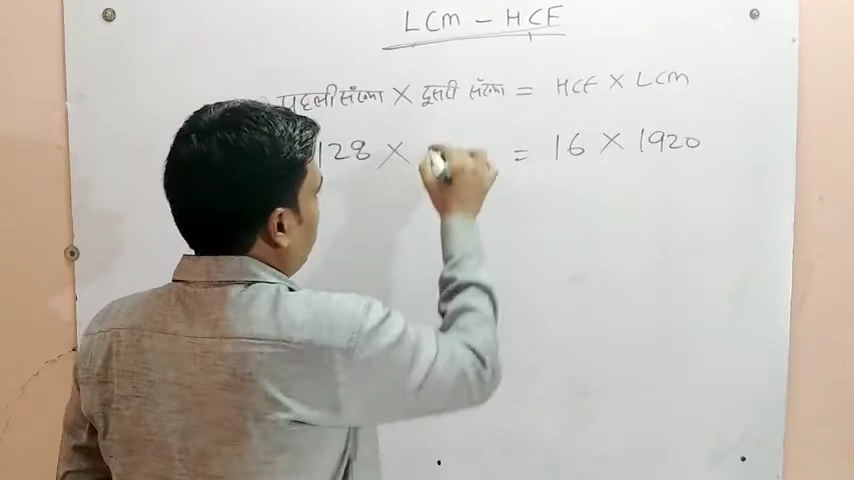 LCm - HCF
पहली संख्या × दूसरी संख्या = HCF × LCm
128 × = 16 × 1920